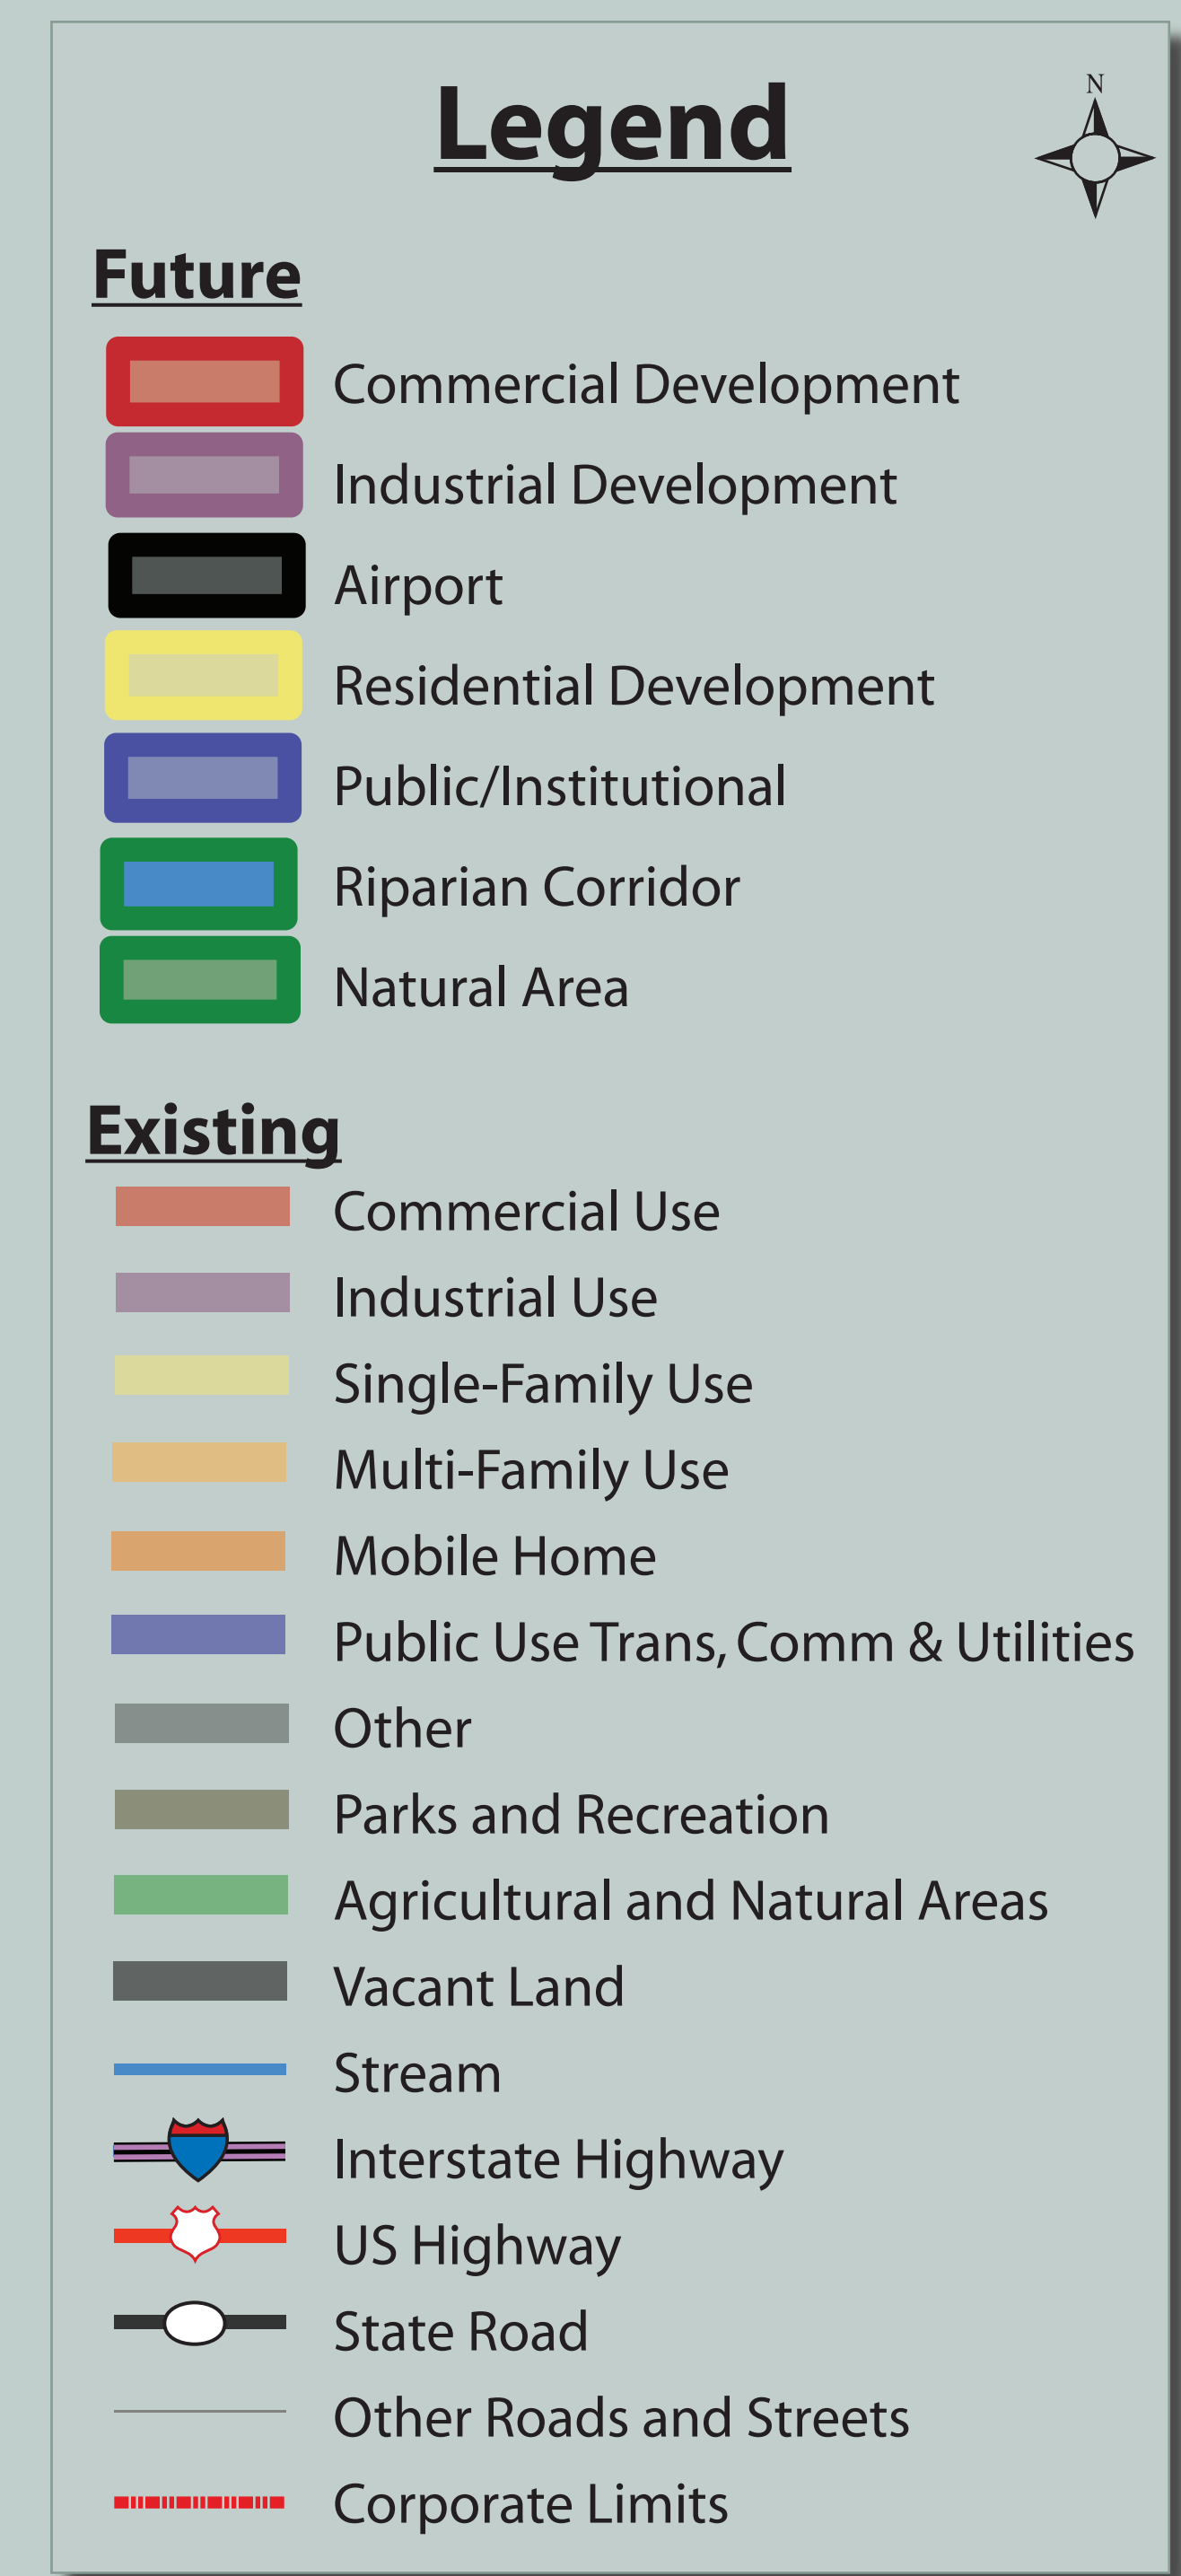 Legend
N
Future
Commercial Development
Industrial Development
Airport
Residential Development
Public/Institutional
Riparian Corridor
Natural Area
Existing
Commercial Use
Industrial Use
Single-Family Use
Multi-Family Use
Mobile Home
Public Use Trans, Comm & Utilities
Other
Parks and Recreation
Agricultural and Natural Areas
Vacant Land
Stream
Interstate Highway
US Highway
State Road
Other Roads and Streets
Corporate Limits